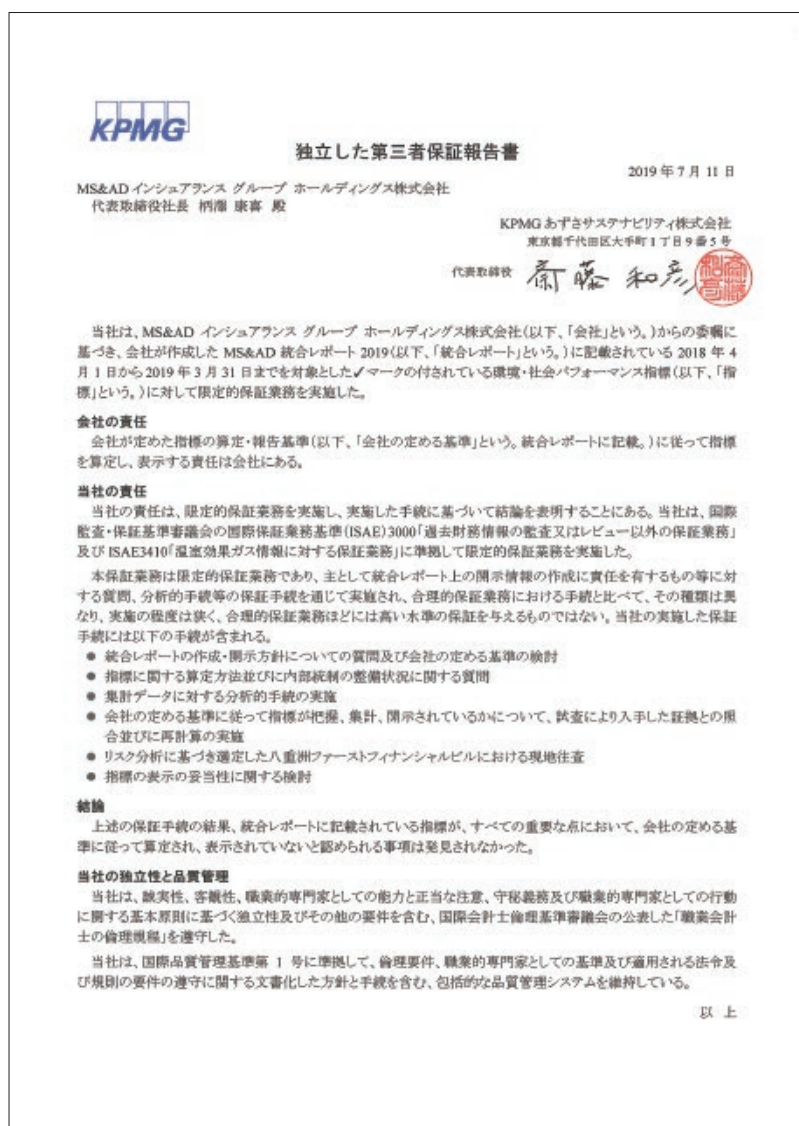 KPMG
独立した第三者保証報告書
2019年7月11日
MS&AD インシュアランス グループ ホールディングス株式会社
代表取締役社長 柄澤 康喜 殿
KPMG あずさサステナビリティ株式会社
東京都千代田区大手町1丁目9番5号
代表取締役 斎藤 和彦
当社は、MS&AD インシュアランス グループ ホールディングス株式会社(以下、「会社」という。)からの委嘱に
基づき、会社が作成した MS&AD 統合レポート 2019(以下、「統合レポート」という。)に記載されている 2018 年 4
月 1 日から 2019 年 3 月 31 日までを対象とした✓マークの付されている環境・社会パフォーマンス指標(以下、「指
標」という。)に対して限定的保証業務を実施した。
会社の責任
会社が定めた指標の算定・報告基準(以下、「会社の定める基準」という。統合レポートに記載。)に従って指標
を算定し、表示する責任は会社にある。
当社の責任
当社の責任は、限定的保証業務を実施し、実施した手続に基づいて結論を表明することにある。当社は、国際
監査・保証基準審議会の国際保証業務基準(ISAE)3000「過去財務情報の監査又はレビュー以外の保証業務」
及び ISAE3410「温室効果ガス情報に対する保証業務」に準拠して限定的保証業務を実施した。
本保証業務は限定的保証業務であり、主として統合レポート上の開示情報の作成に責任を有するもの等に対
する質問、分析的手続等の保証手続を通じて実施され、合理的保証業務における手続と比べて、その種類は異
なり、実施の程度は狭く、合理的保証業務ほどには高い水準の保証を与えるものではない。当社の実施した保証
手続には以下の手続が含まれる。
● 統合レポートの作成・開示方針についての質問及び会社の定める基準の検討
● 指標に関する算定方法並びに内部統制の整備状況に関する質問
● 集計データに対する分析的手続の実施
● 会社の定める基準に従って指標が把握、集計、開示されているかについて、試査により入手した証拠との照
合並びに再計算の実施
● リスク分析に基づき選定した八重洲ファーストフィナンシャルビルにおける現地往査
● 指標の表示の妥当性に関する検討
結論
上述の保証手続の結果、統合レポートに記載されている指標が、すべての重要な点において、会社の定める基
準に従って算定され、表示されていないと認められる事項は発見されなかった。
当社の独立性と品質管理
当社は、誠実性、客観性、職業的専門家としての能力と正当な注意、守秘義務及び職業的専門家としての行動
に関する基本原則に基づく独立性及びその他の要件を含む、国際会計士倫理基準審議会の公表した「職業会計
士の倫理規程」を遵守した。
当社は、国際品質管理基準第 1 号に準拠して、倫理要件、職業的専門家としての基準及び適用される法令及
び規則の要件の遵守に関する文書化した方針と手続を含む、包括的な品質管理システムを維持している。
以 上